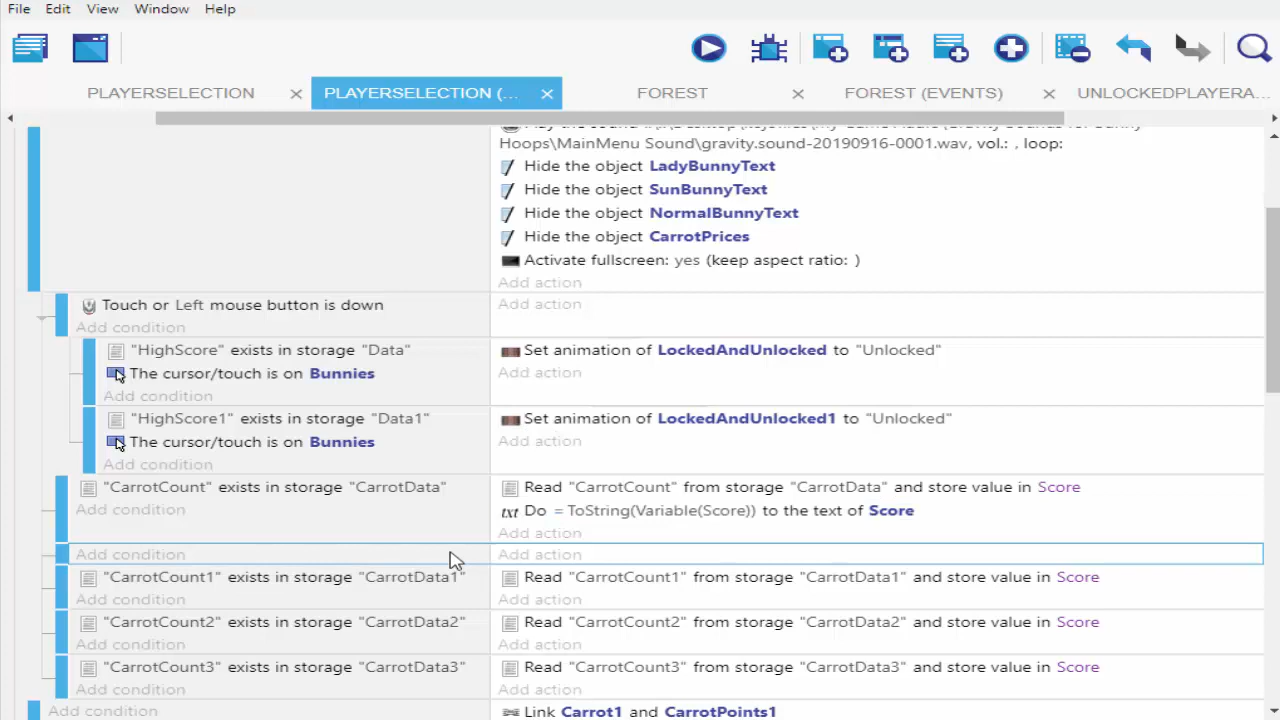 File Edit View Window Help
PLAYERSELECTION × PLAYERSELECTION (... × FOREST × FOREST (EVENTS) × UNLOCKEDPLAYERA...
Hoops\MainMenu Sound\gravity.sound-20190916-0001.wav, vol.: , loop:
Hide the object LadyBunnyText
Hide the object SunBunnyText
Hide the object NormalBunnyText
Hide the object CarrotPrices
Activate fullscreen: yes (keep aspect ratio: )
Add action
Touch or Left mouse button is down Add action
Add condition
"HighScore" exists in storage "Data" Set animation of LockedAndUnlocked to "Unlocked"
The cursor/touch is on Bunnies Add action
Add condition
"HighScore1" exists in storage "Data1" Set animation of LockedAndUnlocked1 to "Unlocked"
The cursor/touch is on Bunnies Add action
Add condition
"CarrotCount" exists in storage "CarrotData" Read "CarrotCount" from storage "CarrotData" and store value in Score
Add condition txt Do = ToString(Variable(Score)) to the text of Score
Add action
Add condition Add action
"CarrotCount1" exists in storage "CarrotData1" Read "CarrotCount1" from storage "CarrotData1" and store value in Score
Add condition Add action
"CarrotCount2" exists in storage "CarrotData2" Read "CarrotCount2" from storage "CarrotData2" and store value in Score
Add condition Add action
"CarrotCount3" exists in storage "CarrotData3" Read "CarrotCount3" from storage "CarrotData3" and store value in Score
Add condition Add action
Add condition Link Carrot1 and CarrotPoints1